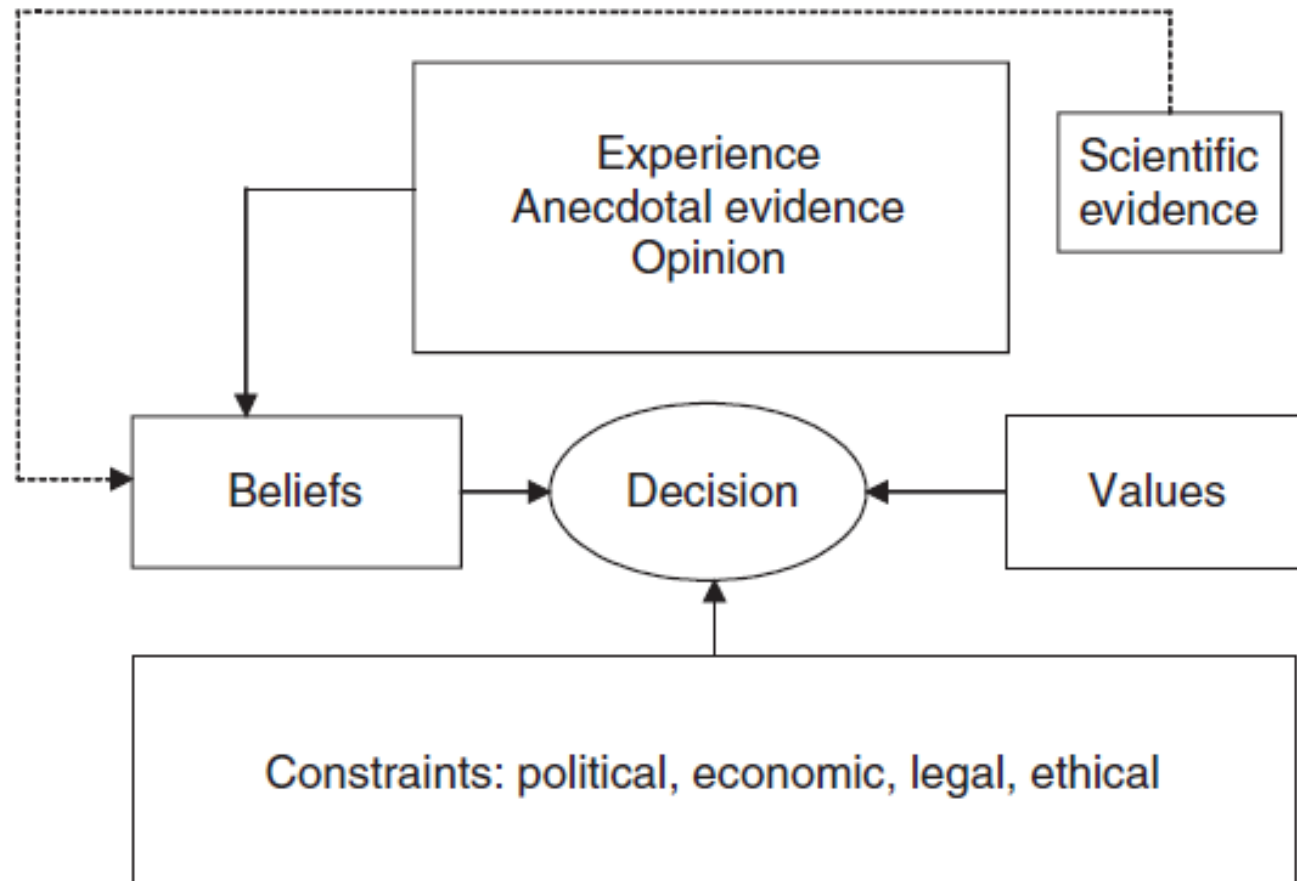 Experience
Anecdotal evidence
Opinion
Scientific
evidence
Beliefs
Decision
Values
Constraints: political, economic, legal, ethical